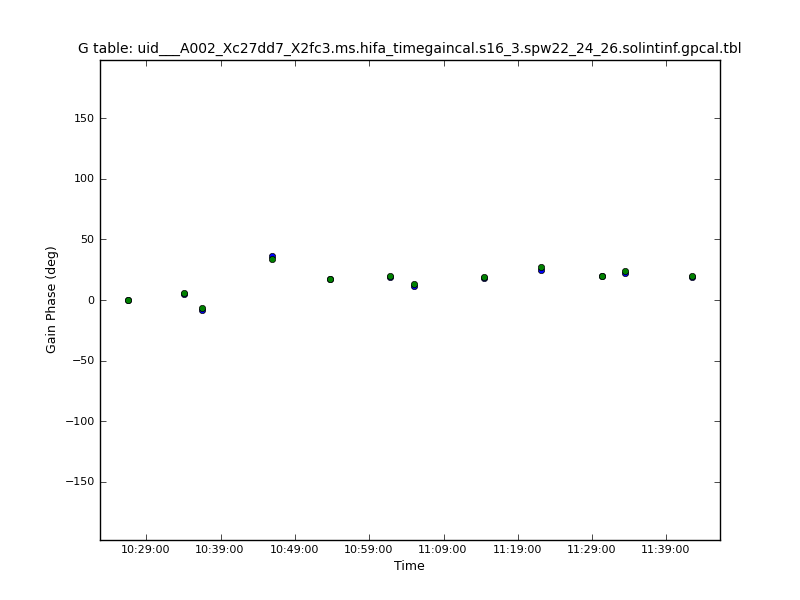 G table: uid___A002_Xc27dd7_X2fc3.ms.hifa_timegaincal.s16_3.spw22_24_26.solintinf.gpcal.tbl
150
100
50
0
−50
−100
−150
Gain Phase (deg)
10:29:00 10:39:00 10:49:00 10:59:00 11:09:00 11:19:00 11:29:00 11:39:00
Time